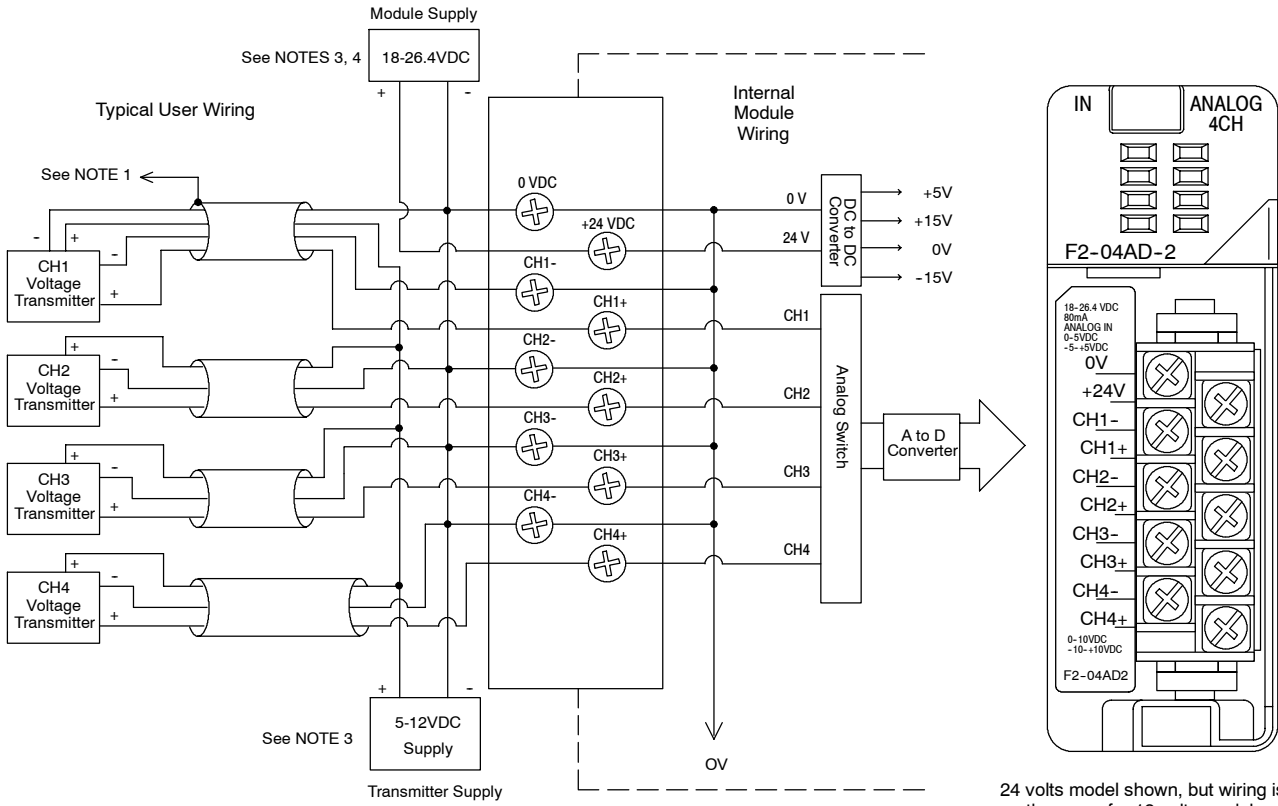 Module Supply
See NOTES 3, 4
18-26.4VDC
+
-
Typical User Wiring
Internal
Module
Wiring
See NOTE 1
-
+
-
+
CH1
Voltage
Transmitter
+
-
+
CH2
Voltage
Transmitter
+
-
+
CH3
Voltage
Transmitter
+
-
+
CH4
Voltage
Transmitter
0 VDC
+24 VDC
CH1-
CH1+
CH2-
CH2+
CH3-
CH3+
CH4-
CH4+
0 V
24 V
DC to DC
Converter
+5V
+15V
0V
-15V
CH1
CH2
CH3
CH4
Analog Switch
A to D
Converter
+
-
See NOTE 3
5-12VDC
Supply
Transmitter Supply
OV
IN
ANALOG
4CH
F2-04AD-2
18-26.4 VDC
80mA
ANALOG IN
0-5VDC
-5-+5VDC
0V
+24V
CH1-
CH1+
CH2-
CH2+
CH3-
CH3+
CH4-
CH4+
0-10VDC
-10-+10VDC
F2-04AD2
24 volts model shown, but wiring is